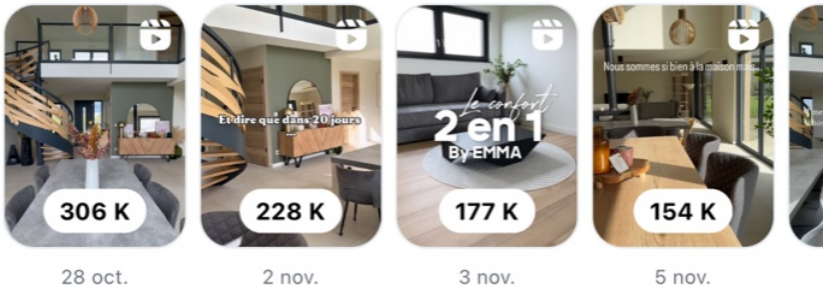 Et dire que dans 20 jours
Le confort
2 en 1
By EMMA
Nous sommes si bien à la maison mais...
306 K
228 K
177 K
154 K
28 oct.
2 nov.
3 nov.
5 nov.